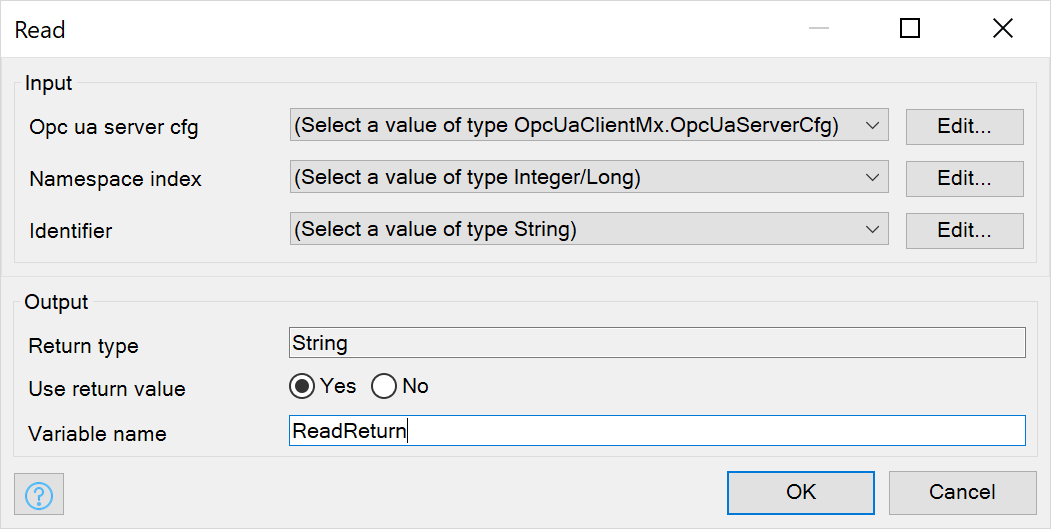 Read
Input
Opc ua server cfg (Select a value of type OpcUaClientMx.OpcUaServerCfg) Edit...
Namespace index (Select a value of type Integer/Long) Edit...
Identifier (Select a value of type String) Edit...
Output
Return type String
Use return value Yes No
Variable name ReadReturn
? OK Cancel